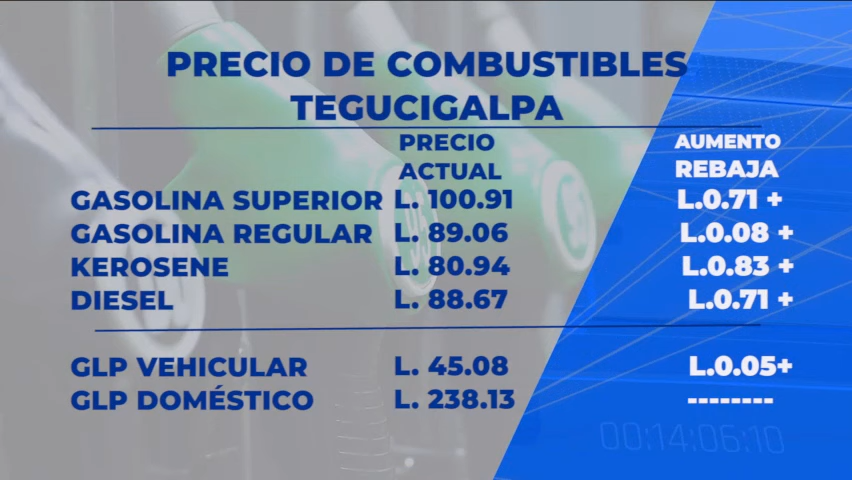 PRECIO DE COMBUSTIBLES
TEGUCIGALPA
PRECIO ACTUAL AUMENTO REBAJA
GASOLINA SUPERIOR L. 100.91 L.0.71 +
GASOLINA REGULAR L. 89.06 L.0.08 +
KEROSENE L. 80.94 L.0.83 +
DIESEL L. 88.67 L.0.71 +
GLP VEHICULAR L. 45.08 L.0.05+
GLP DOMÉSTICO L. 238.13 --------
00:14:06:10